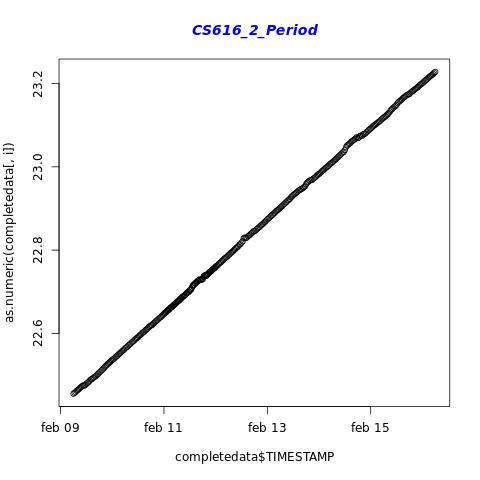 CS616_2_Period
as.numeric(completedata[, i])
23.2
23.0
22.8
22.6
feb 09
feb 11
feb 13
feb 15
completedata$TIMESTAMP